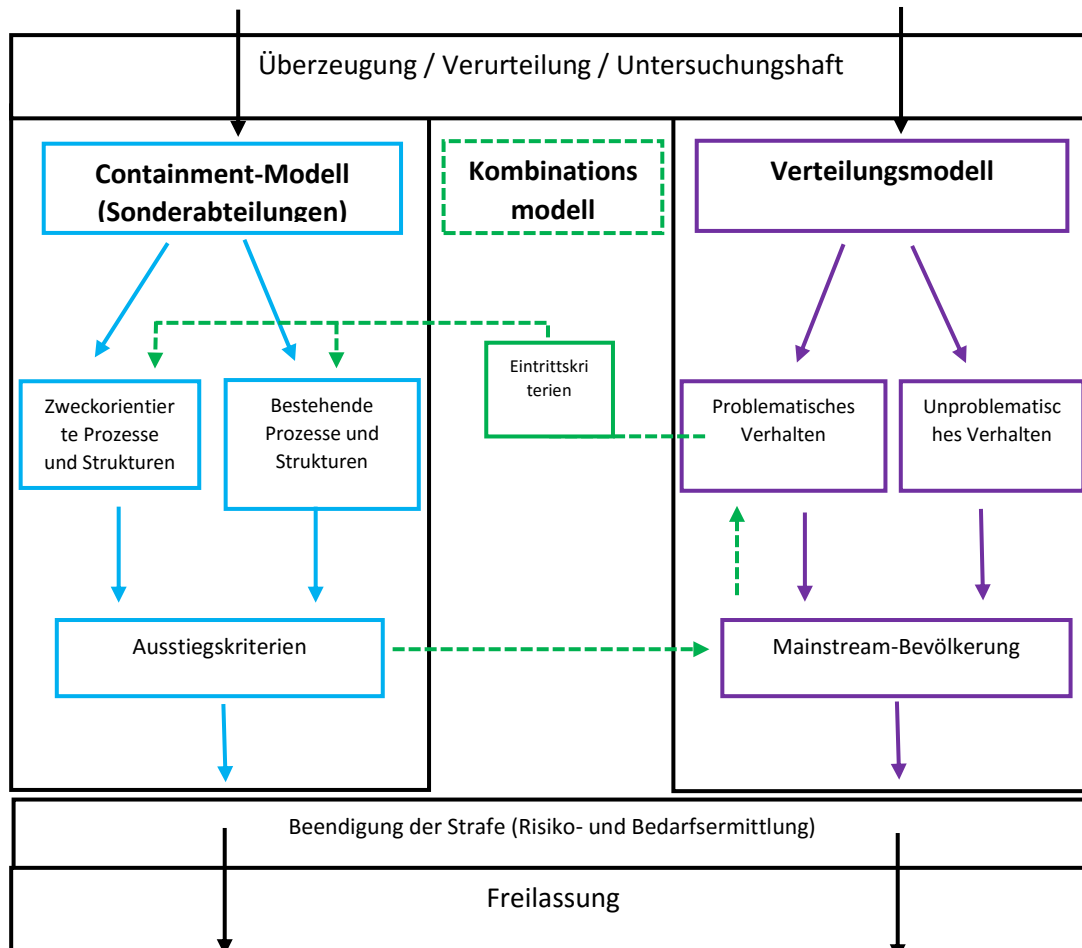 Überzeugung / Verurteilung / Untersuchungshaft
Containment-Modell
(Sonderabteilungen)
Kombinations
modell
Verteilungsmodell
Eintrittskri
terien
Zweckorientier
te Prozesse
und Strukturen
Bestehende
Prozesse und
Strukturen
Problematisches
Verhalten
Unproblematisc
hes Verhalten
Ausstiegskriterien
Mainstream-Bevölkerung
Beendigung der Strafe (Risiko- und Bedarfsermittlung)
Freilassung